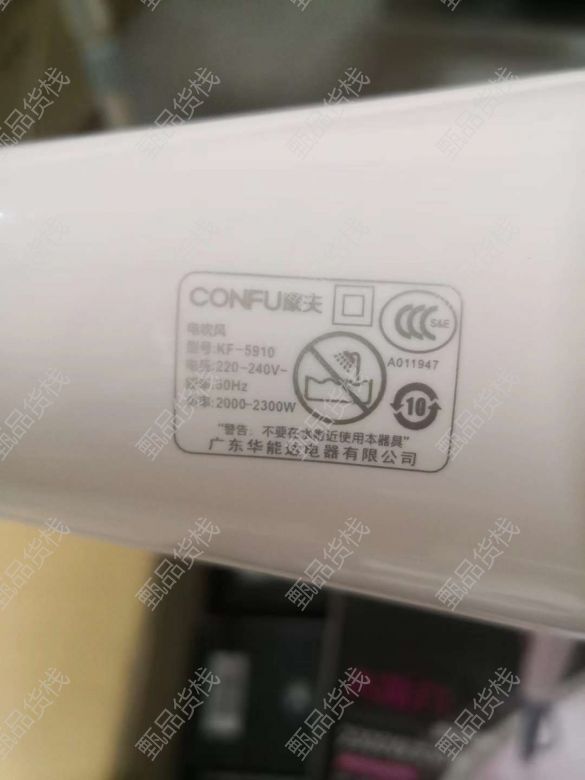 CONFU康夫
电吹风
S&E
型号:KF-5910
A011947
电压:220-240V~
频率:50Hz
功率:2000-2300W
10
“警告：不要在水附近使用本器具”
广东华能达电器有限公司
甄品货栈